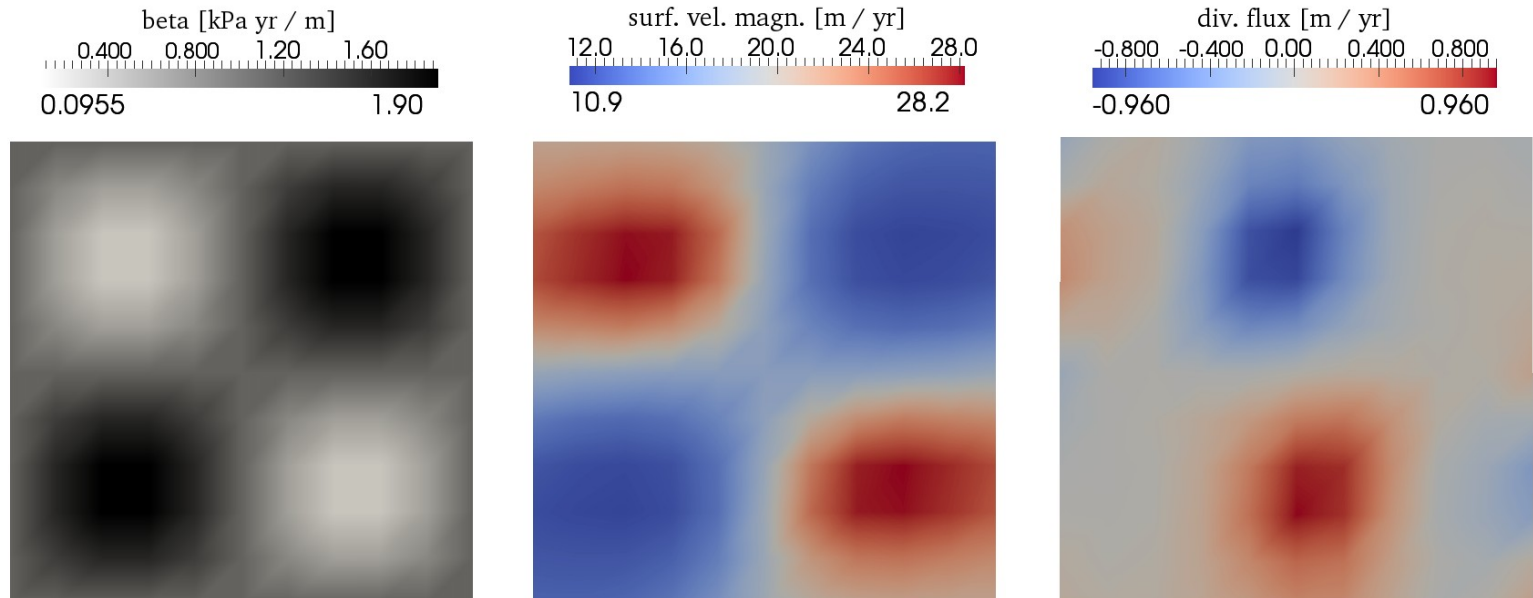 beta [kPa yr / m]
0.400 0.800 1.20 1.60
0.0955 1.90
surf. vel. magn. [m / yr]
12.0 16.0 20.0 24.0 28.0
10.9 28.2
div. flux [m / yr]
-0.800 -0.400 0.00 0.400 0.800
-0.960 0.960